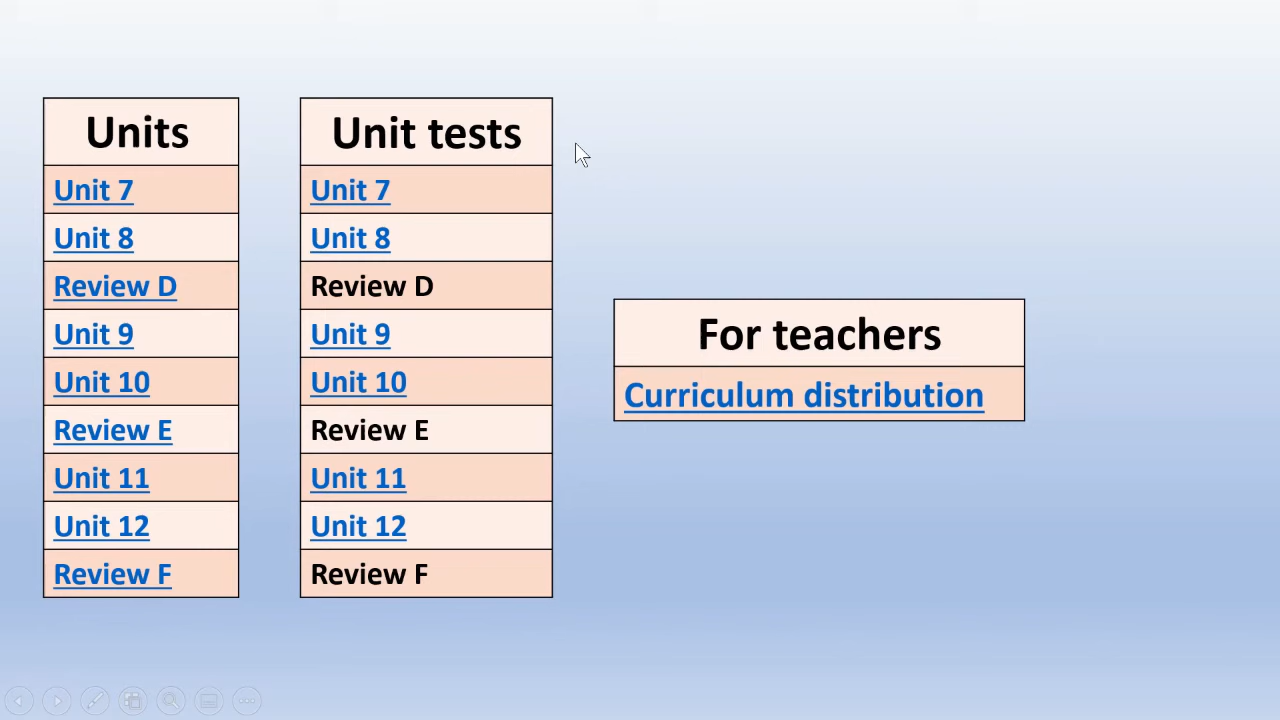 Units
Unit 7
Unit 8
Review D
Unit 9
Unit 10
Review E
Unit 11
Unit 12
Review F
Unit tests
Unit 7
Unit 8
Review D
Unit 9
Unit 10
Review E
Unit 11
Unit 12
Review F
For teachers
Curriculum distribution